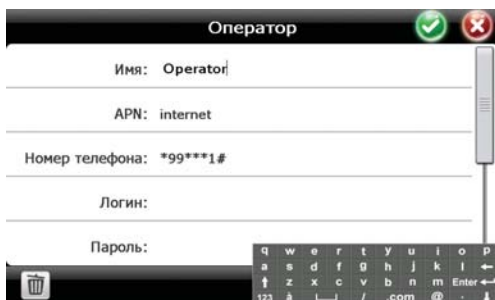 Оператор
Имя: Operator
APN: internet
Номер телефона: *99***1#
Логин:
Пароль:
q w e r t y u i o p
a s d f g h j k l
z x c v b n m Enter
123 à / .com @ .